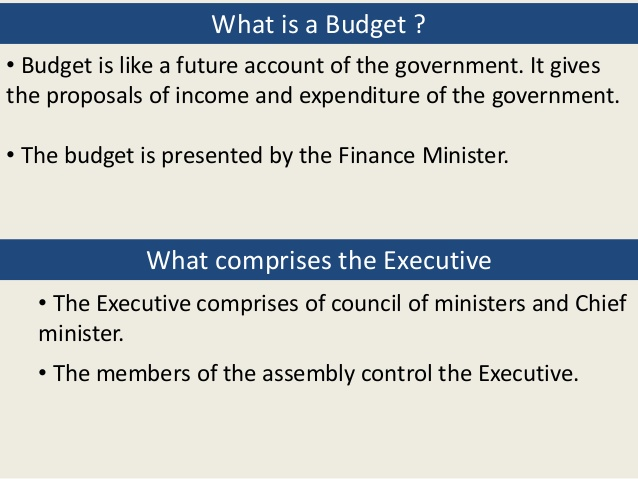 What is a Budget ?
• Budget is like a future account of the government. It gives
the proposals of income and expenditure of the government.
• The budget is presented by the Finance Minister.
What comprises the Executive
• The Executive comprises of council of ministers and Chief
minister.
• The members of the assembly control the Executive.